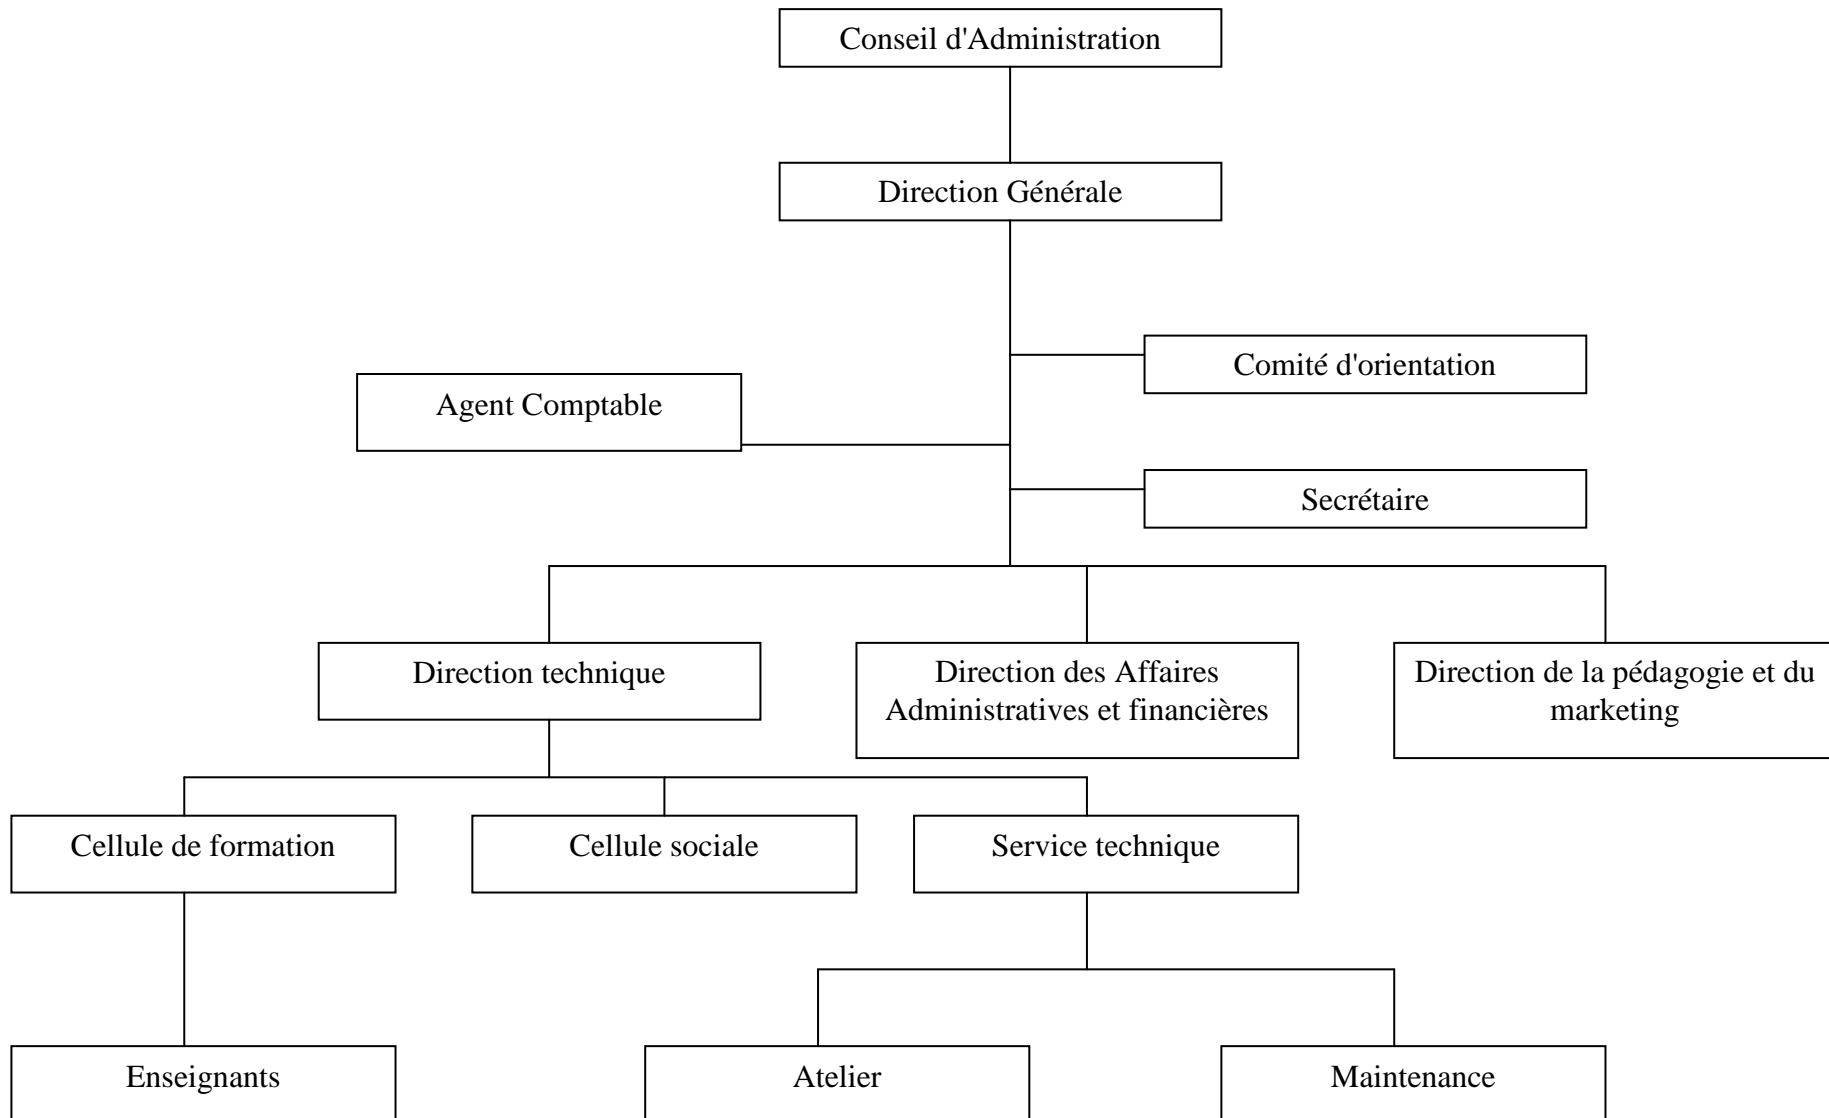 Conseil d'Administration
Direction Générale
Comité d'orientation
Agent Comptable
Secrétaire
Direction technique
Direction des Affaires
Administratives et financières
Direction de la pédagogie et du
marketing
Cellule de formation
Cellule sociale
Service technique
Enseignants
Atelier
Maintenance